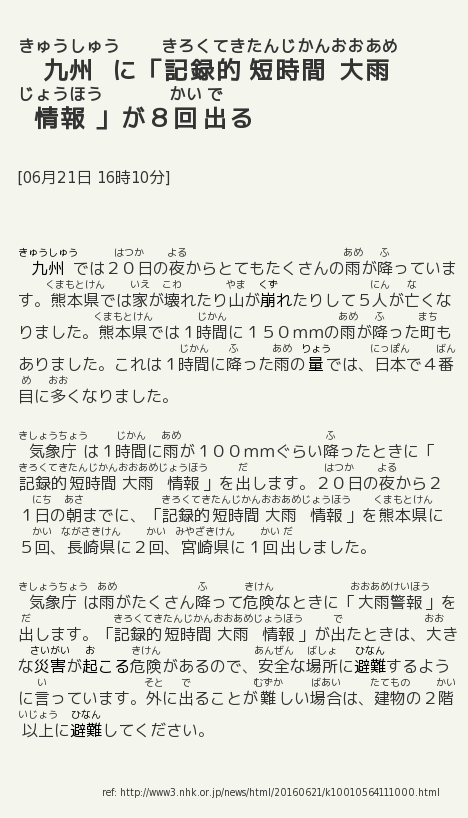 きゅうしゅう きろくてきたんじかんおおあめ
九州 に「記録的 短時間 大雨
じょうほう かい で
情報 」が８回 出る
[06月21日 16時10分]
きゅうしゅう はつか よる あめ ふ
九州 では２０日の夜からとてもたくさんの雨が降っていま
くまもとけん いえ こわ やま くず にん な
す。熊本県では家が壊れたり山が崩れたりして５人が亡くな
くまもとけん じかん あめ ふ まち
りました。熊本県では１時間に１５０ｍｍの雨が降った町も
じかん ふ あめ りょう にっぽん ばん
ありました。これは１時間に降った雨の量では、日本で４番
め おお
目に多くなりました。
きしょうちょう じかん あめ ふ
気象庁 は１時間に雨が１００ｍｍぐらい降ったときに「
きろくてきたんじかんおおあめじょうほう だ はつか よる
記録的短時間 大雨 情報 」を出します。２０日の夜から２
にち あさ きろくてきたんじかんおおあめじょうほう くまもとけん
１日の朝までに、「記録的短時間 大雨 情報 」を熊本県に
かい ながさきけん かい みやざきけん かい だ
５回、長崎県に２回、宮崎県に１回出しました。
きしょうちょう あめ ふ きけん おおあめけいほう
気象庁 は雨がたくさん降って危険なときに「 大雨警報 」を
だ きろくてきたんじかんおおあめじょうほう で おお
出します。「記録的短時間 大雨 情報 」が出たときは、大き
さいがい お きけん あんぜん ばしょ ひなん
な災害が起こる危険があるので、安全な場所に避難するよう
い そと で むずか ばあい たてもの かい
に言っています。外に出ることが難しい場合は、建物の２階
いじょう ひなん
以上に避難してください。
ref: http://www3.nhk.or.jp/news/html/20160621/k10010564111000.html